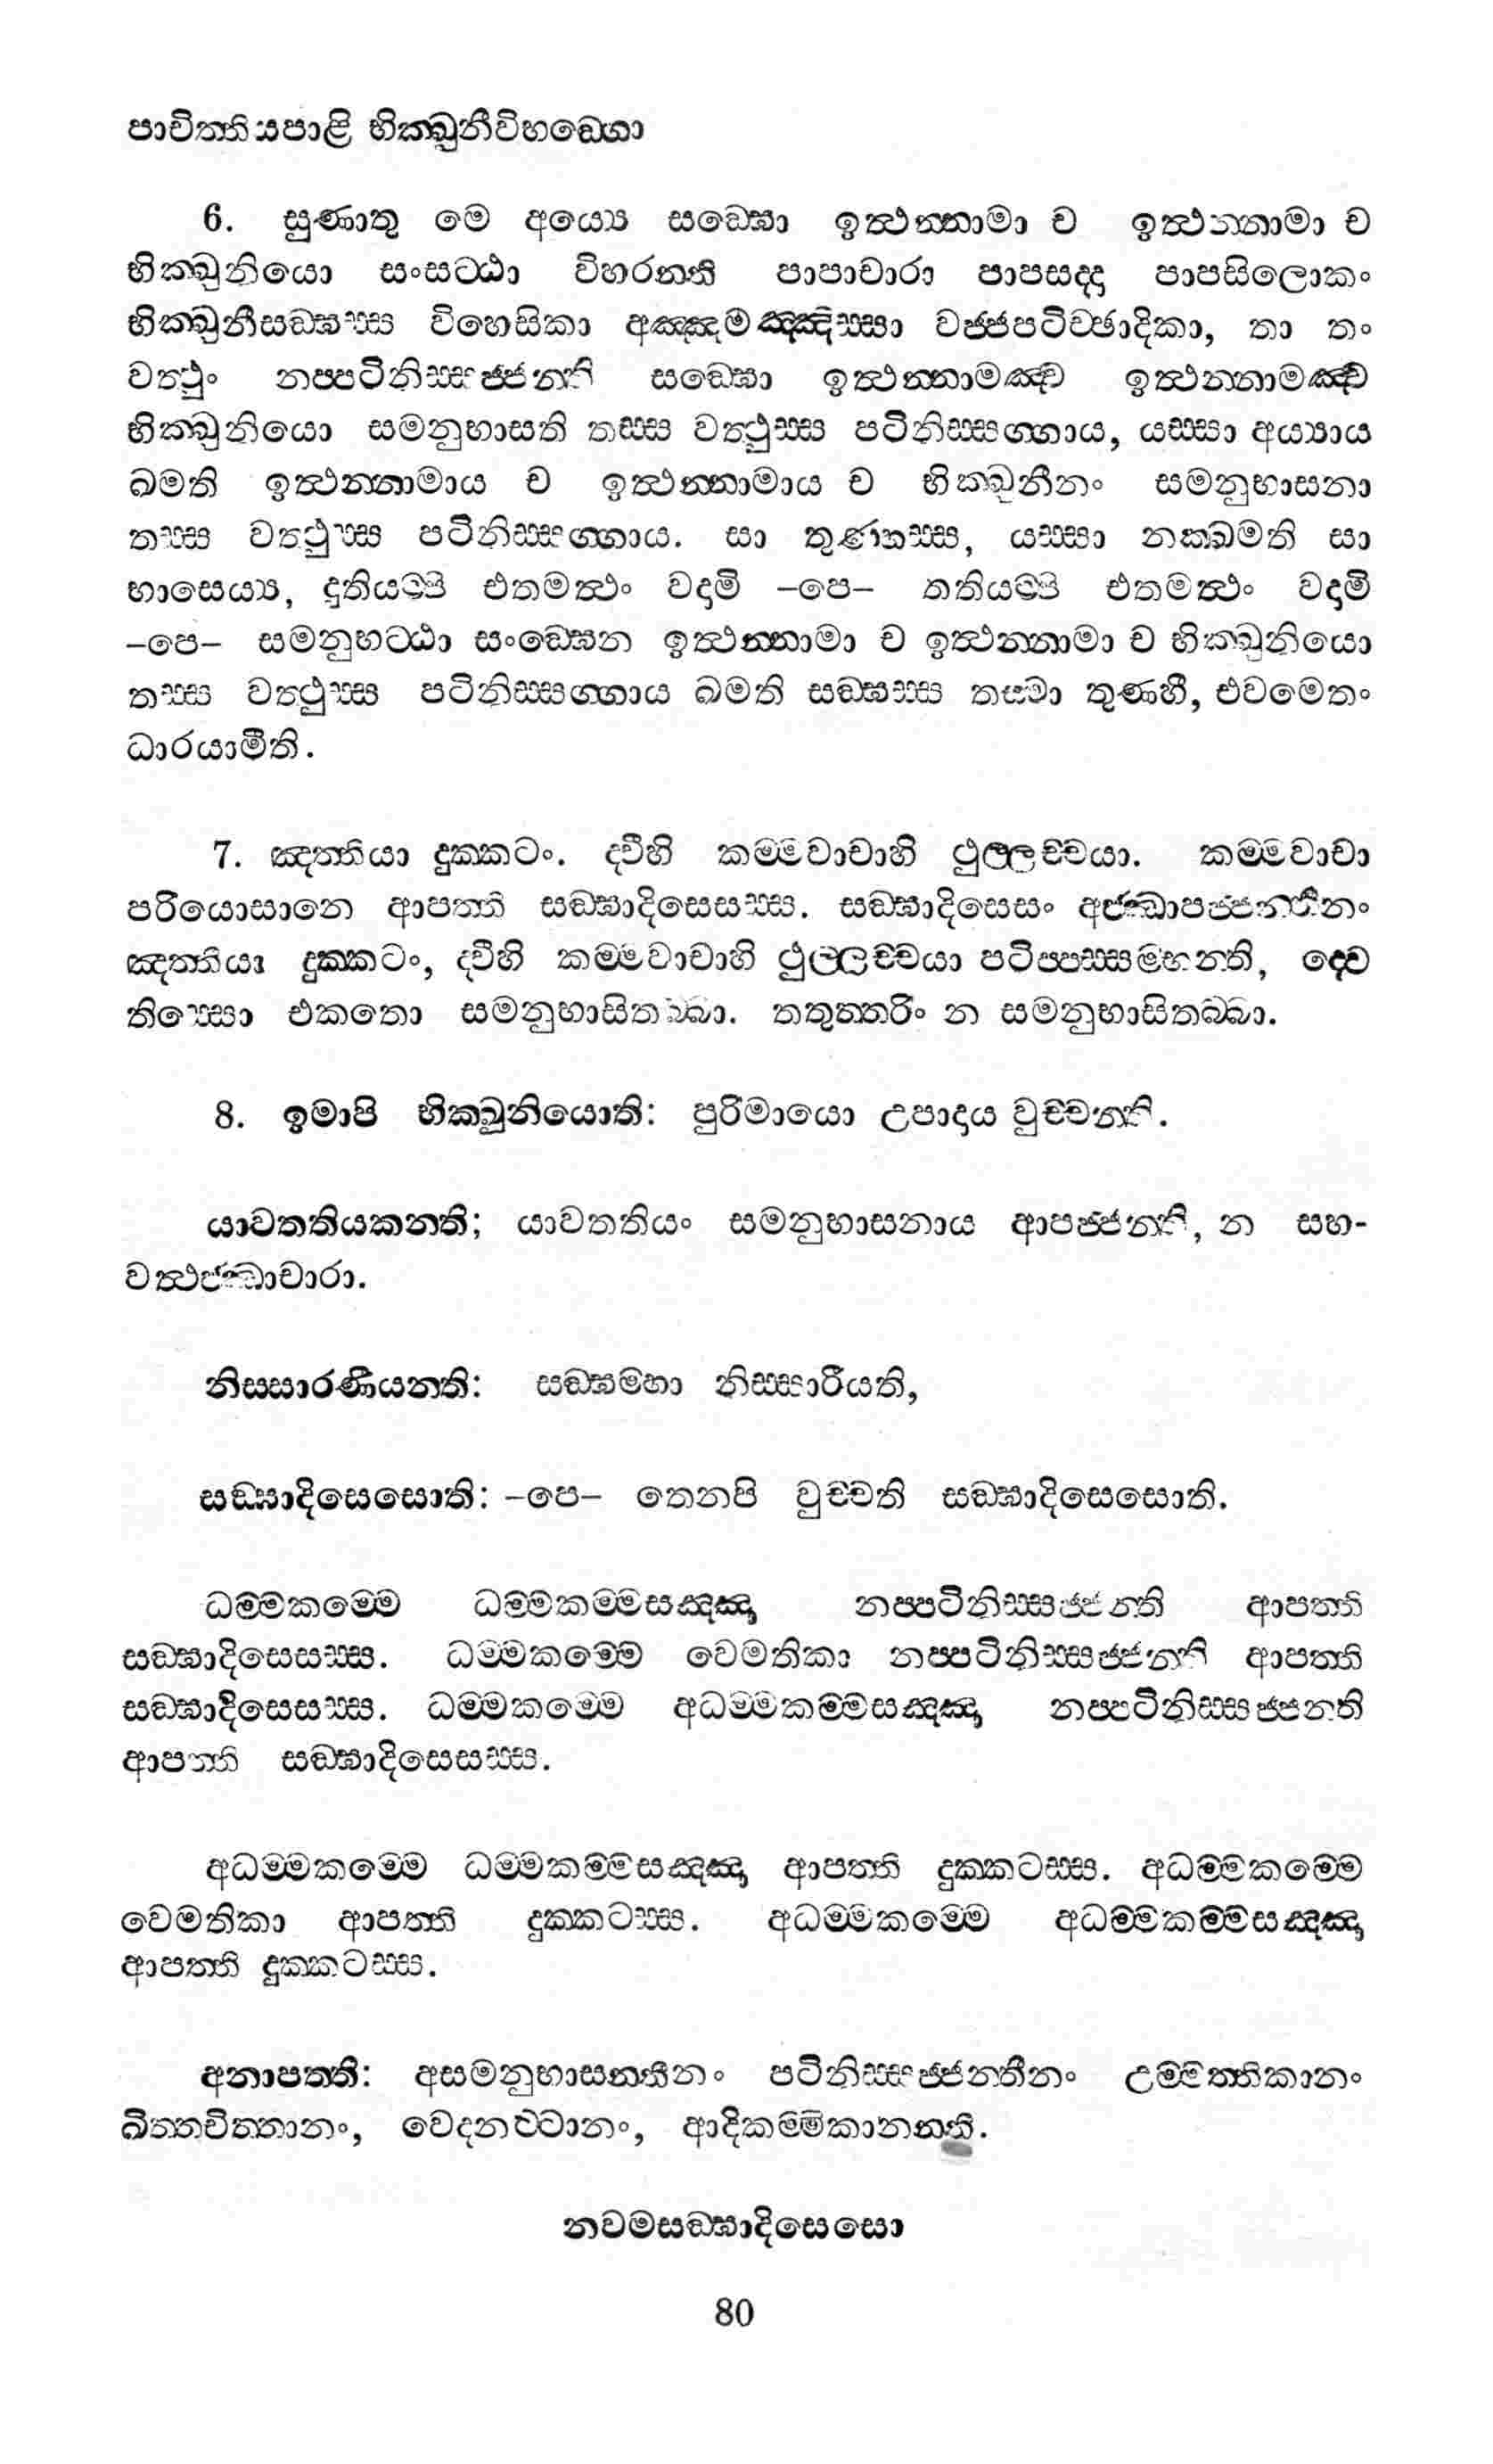 පාචිත්තියපාළි භික්ඛුනීවිභඞ්ගො
6. සුණාතු මෙ අය්යෙ සඞ්ඝො ඉත්ථන්නාමා ච ඉත්ථන්නාමා ච
භික්ඛුනියො සංසට්ඨා විහරන්ති පාපාචාරා පාපසද්දා පාපසිලොකං
භික්ඛුනීසඞ්ඝස්ස විහෙසිකා අඤ්ඤමඤ්ඤිස්සා වජ්ජපටිච්ඡාදිකා, තා තං
වත්ථුං නප්පටිනිස්සජ්ජන්ති සඞ්ඝො ඉත්ථන්නාමඤ්ච ඉත්ථන්නාමඤ්ච
භික්ඛුනියො සමනුභාසති තස්ස වත්ථුස්ස පටිනිස්සග්ගාය, යස්සා අය්යාය
ඛමති ඉත්ථන්නාමාය ච ඉත්ථන්නාමාය ච භික්ඛුනීනං සමනුභාසනා
තස්ස වත්ථුස්ස පටිනිස්සග්ගාය. සා තුණ්හස්ස, යස්සා නක්ඛමති සා
භාසෙය්ය, දුතියම්පි එතමත්ථං වදාමි –පෙ– තතියම්පි එතමත්ථං වදාමි
–පෙ– සමනුභට්ඨා සංඞ්ඝෙන ඉත්ථන්නාමා ච ඉත්ථන්නාමා ච භික්ඛුනියො
තස්ස වත්ථුස්ස පටිනිස්සග්ගාය ඛමති සඞ්ඝස්ස තස්මා තුණ්හී, එවමෙතං
ධාරයාමීති.
7. ඤත්තියා දුක්කටං. ද්වීහි කම්මවාචාහි ථුල්ලච්චයා. කම්මවාචා
පරියොසානෙ ආපත්ති සඞ්ඝාදිසෙසස්ස. සඞ්ඝාදිසෙසං අජ්ඣාපජ්ජන්තීනං
ඤත්තියා දුක්කටං, ද්වීහි කම්මවාචාහි ථුල්ලච්චයා පටිප්පස්සම්භන්ති, ද්වෙ
තිස්සො එකතො සමනුභාසිතබ්බා. තතුත්තරිං න සමනුභාසිතබ්බා.
8. ඉමාපි භික්ඛුනියොති: පුරිමායො උපාදාය වුච්චන්ති.
යාවතතියකන්ති; යාවතතියං සමනුභාසනාය ආපජ්ජන්ති, න සහ-
වත්ථජ්ඣාචාරා.
නිස්සාරණීයන්ති: සඞ්ඝම්හා නිස්සාරීයති,
සඞ්ඝාදිසෙසොති: –පෙ– තෙනපි වුච්චති සඞ්ඝාදිසෙසොති.
ධම්මකම්මෙ ධම්මකම්මසඤ්ඤා නප්පටිනිස්සජ්ජන්ති ආපත්ති
සඞ්ඝාදිසෙසස්ස. ධම්මකම්මෙ වෙමතිකා නප්පටිනිස්සජ්ජන්ති ආපත්ති
සඞ්ඝාදිසෙසස්ස. ධම්මකම්මෙ අධම්මකම්මසඤ්ඤා නප්පටිනිස්සජ්ජන්ති
ආපත්ති සඞ්ඝාදිසෙසස්ස.
අධම්මකම්මෙ ධම්මකම්මසඤ්ඤා ආපත්ති දුක්කටස්ස. අධම්මකම්මෙ
වෙමතිකා ආපත්ති දුක්කටස්ස. අධම්මකම්මෙ අධම්මකම්මසඤ්ඤා
ආපත්ති දුක්කටස්ස.
අනාපත්ති: අසමනුභාසන්තීනං පටිනිස්සජ්ජන්තීනං උම්මත්තිකානං
ඛිත්තචිත්තානං, වෙදනට්ටානං, ආදිකම්මිකානන්ති.
නවමසඞ්ඝාදිසෙසො
80